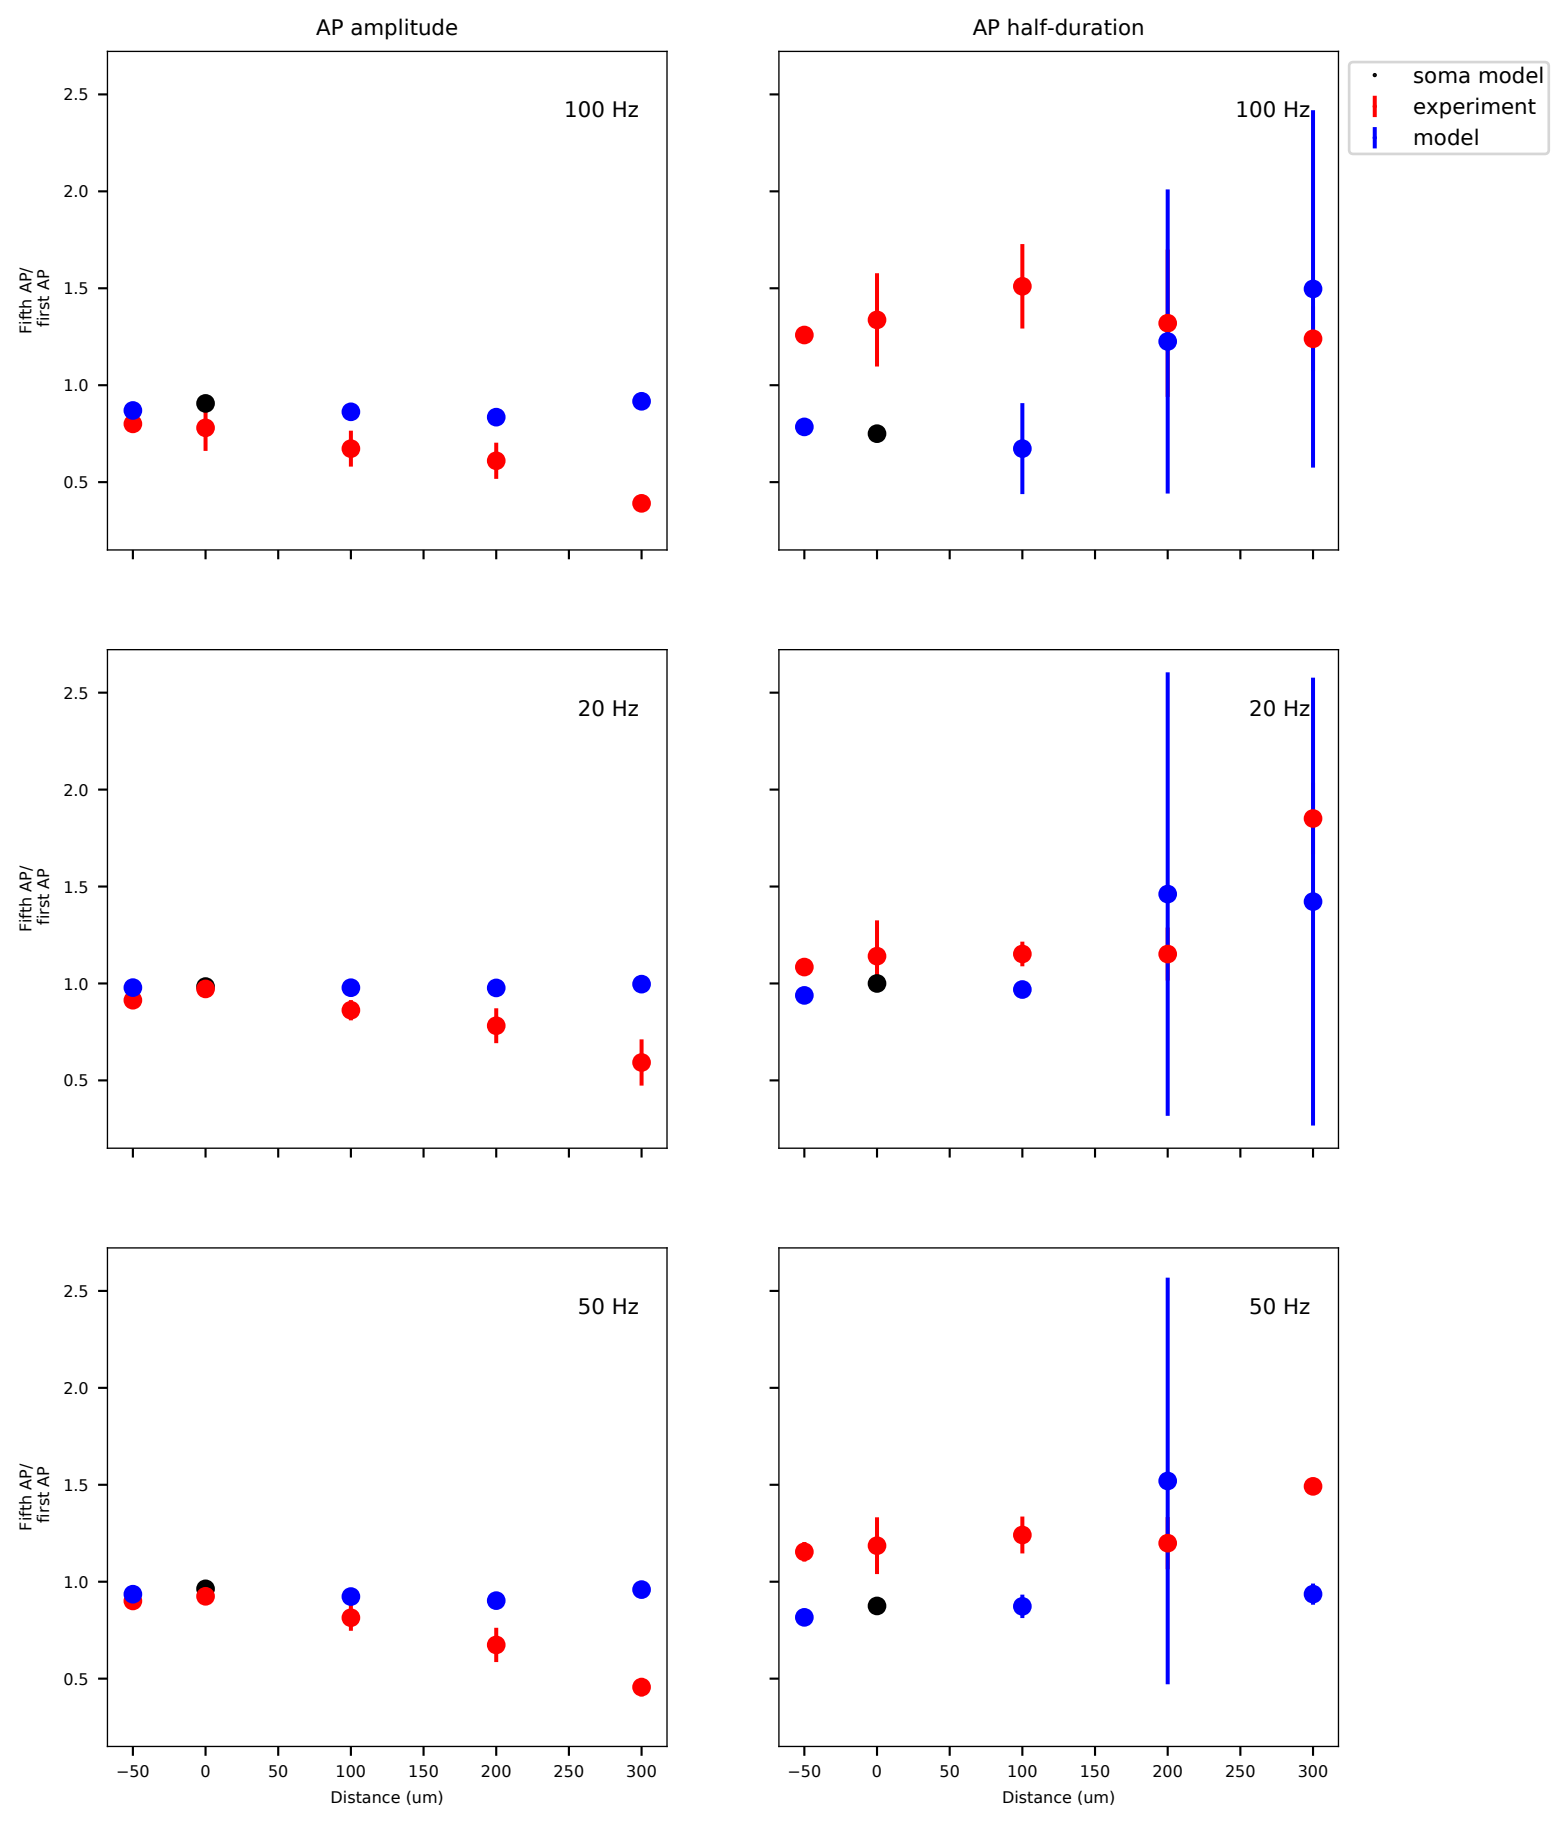 AP amplitude
AP half-duration
2.5
2.0
1.5
1.0
0.5
Fifth AP/
first AP
100 Hz
100 Hz
soma model
experiment
model
2.5
2.0
1.5
1.0
0.5
Fifth AP/
first AP
20 Hz
20 Hz
2.5
2.0
1.5
1.0
0.5
Fifth AP/
first AP
50 Hz
50 Hz
−50 0 50 100 150 200 250 300
Distance (um)
−50 0 50 100 150 200 250 300
Distance (um)